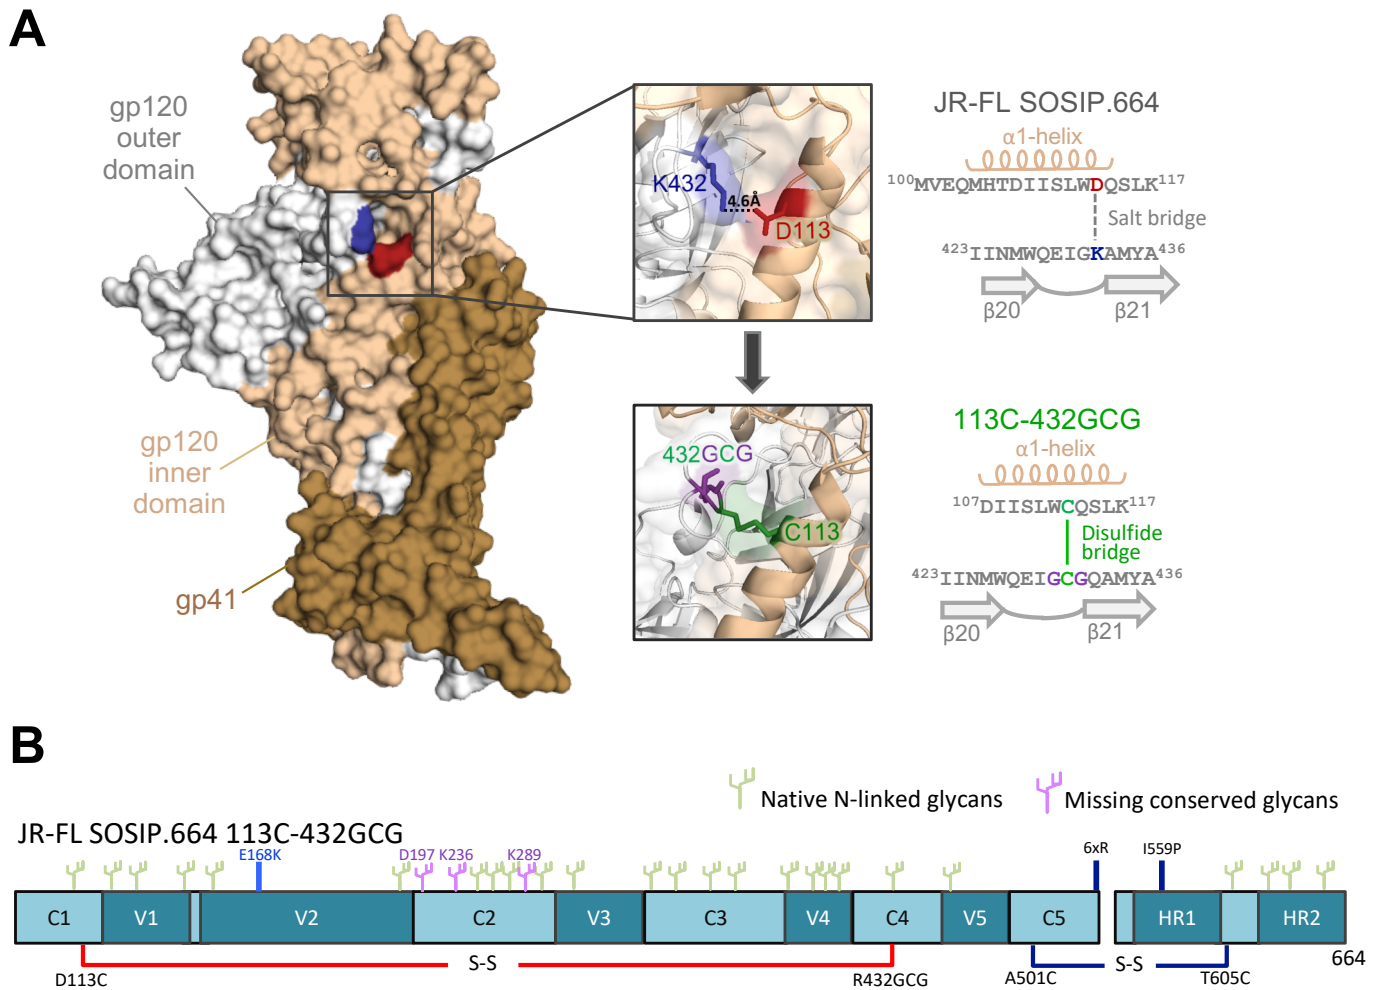 A
gp120
outer
domain
gp120
inner
domain
gp41
K432
4.6Å
D113
JR-FL SOSIP.664
α1-helix
100MVEQMHTDIISLWDQSLK117
Salt bridge
423IINMWQEIGKAMYA436
β20
β21
432GCG
C113
113C-432GCG
α1-helix
107DIISLWCQSLK117
Disulfide
bridge
423IINMWQEIGCGQAMYA436
β20
β21
B
Native N-linked glycans
Missing conserved glycans
JR-FL SOSIP.664 113C-432GCG
E168K
D197
K236
K289
6xR
I559P
C1
V1
V2
C2
V3
C3
V4
C4
V5
C5
HR1
HR2
S-S
S-S
664
D113C
R432GCG
A501C
T605C